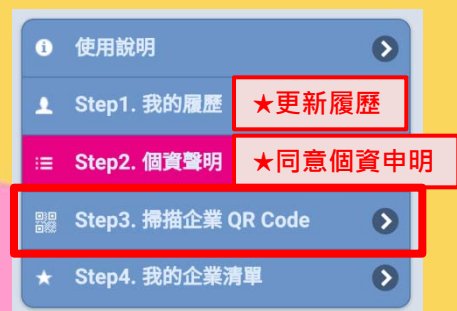 使用說明
Step1. 我的履歷 ★更新履歷
Step2. 個資聲明 ★同意個資申明
Step3. 掃描企業 QR Code
Step4. 我的企業清單